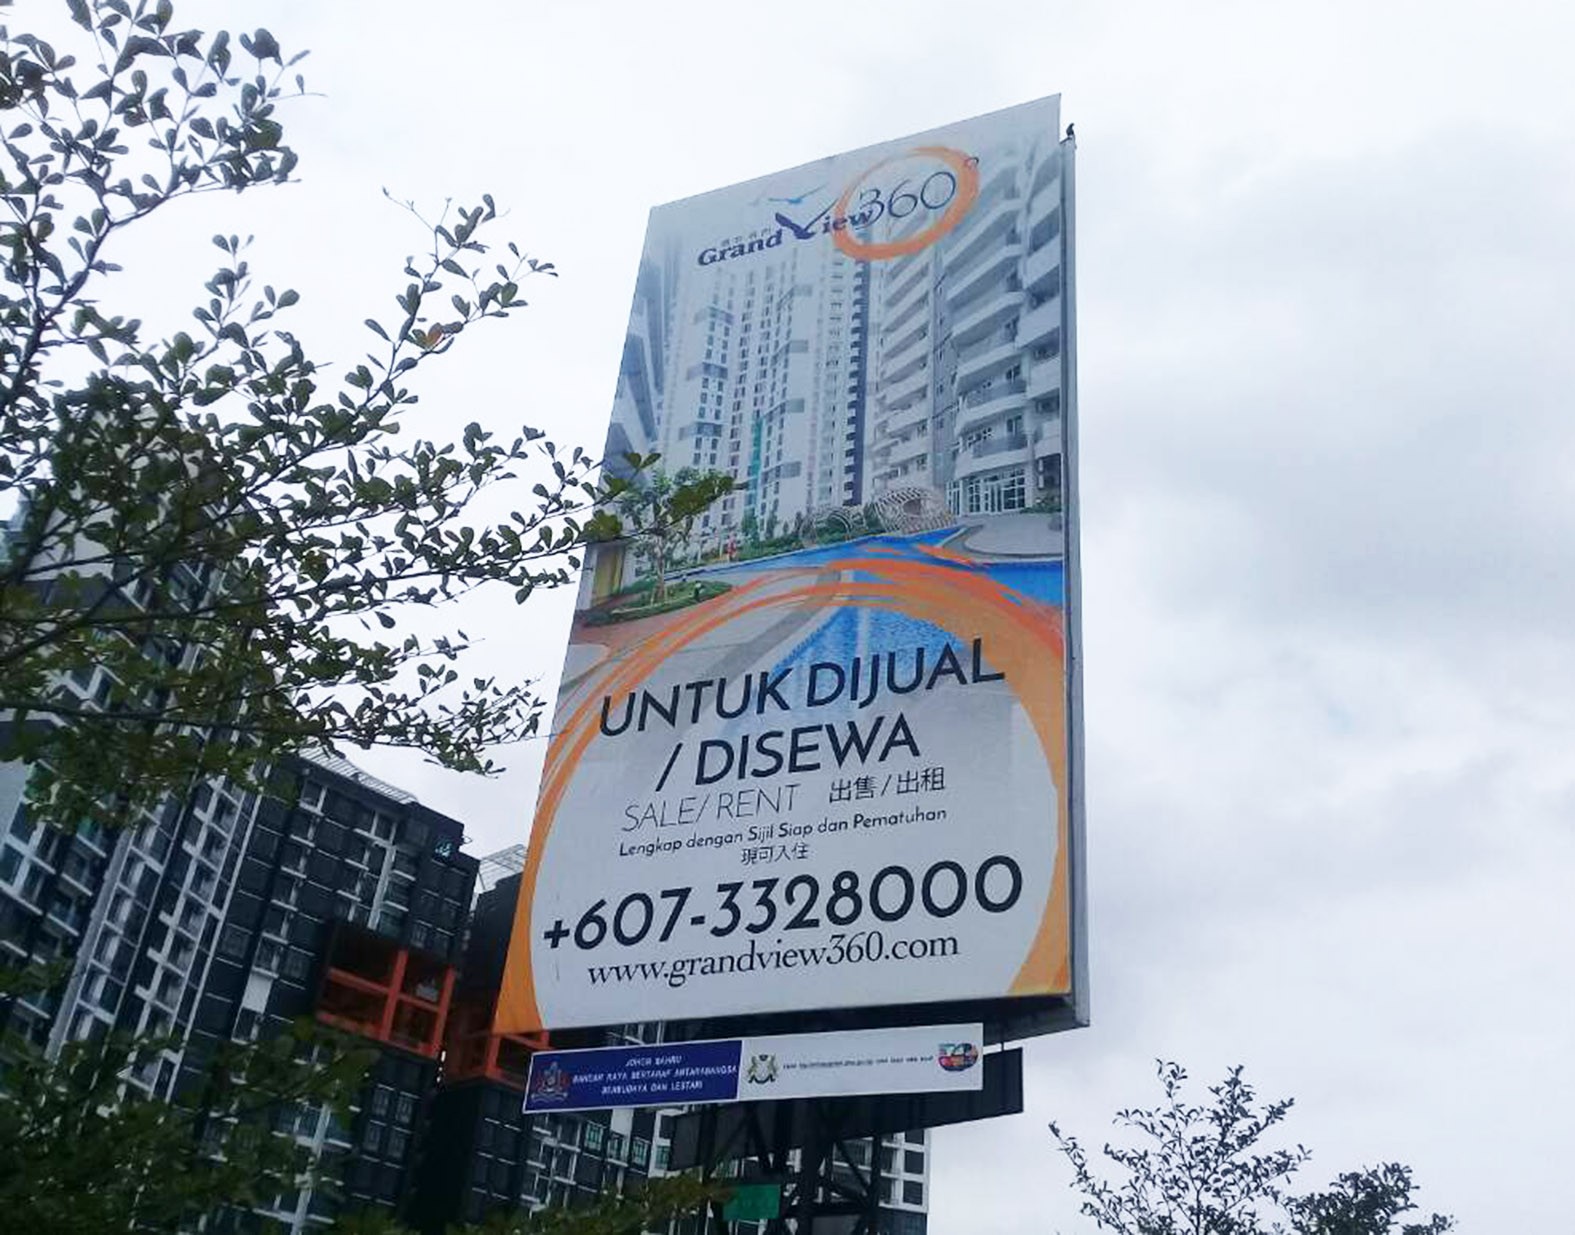 Grand View 360°
UNTUK DIJUAL
/ DISEWA
SALE/ RENT 出售 / 出租
Lengkap dengan Sijil Siap dan Pematuhan
現可入住
+607-3328000
www.grandview360.com
JOHOR BAHRU
BANDAR RAYA BERTARAF ANTARABANGSA
BERBUDAYA DAN LESTARI